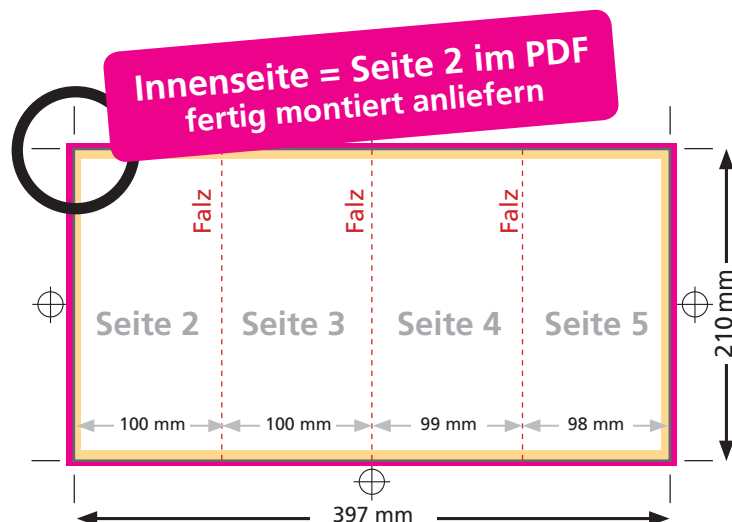 Innenseite = Seite 2 im PDF
fertig montiert anliefern
Falz
Falz
Falz
Seite 2
Seite 3
Seite 4
Seite 5
210 mm
100 mm
100 mm
99 mm
98 mm
397 mm